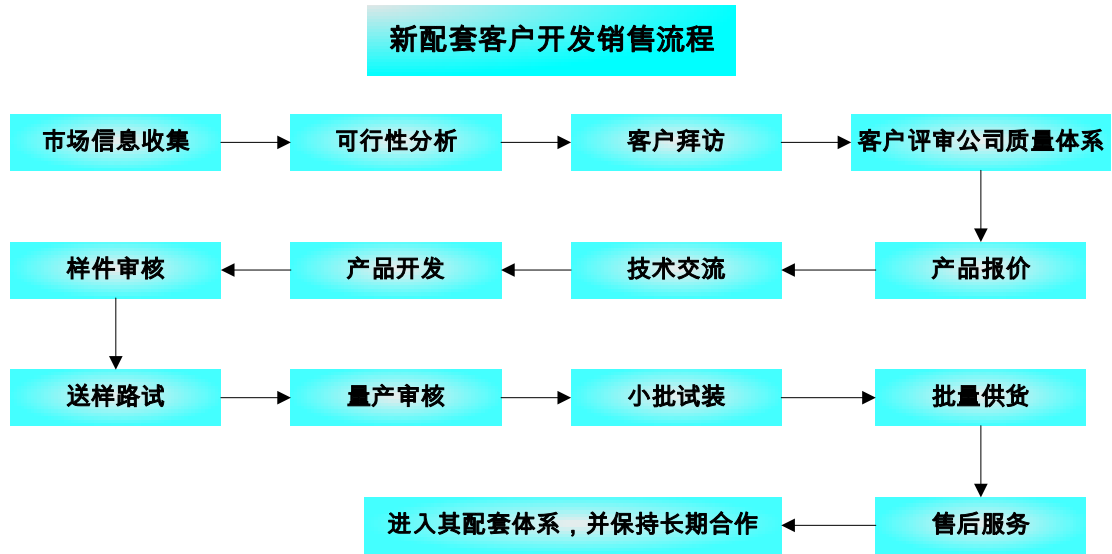 新配套客户开发销售流程
市场信息收集
可行性分析
客户拜访
客户评审公司质量体系
产品报价
技术交流
产品开发
样件审核
送样路试
量产审核
小批试装
批量供货
售后服务
进入其配套体系，并保持长期合作